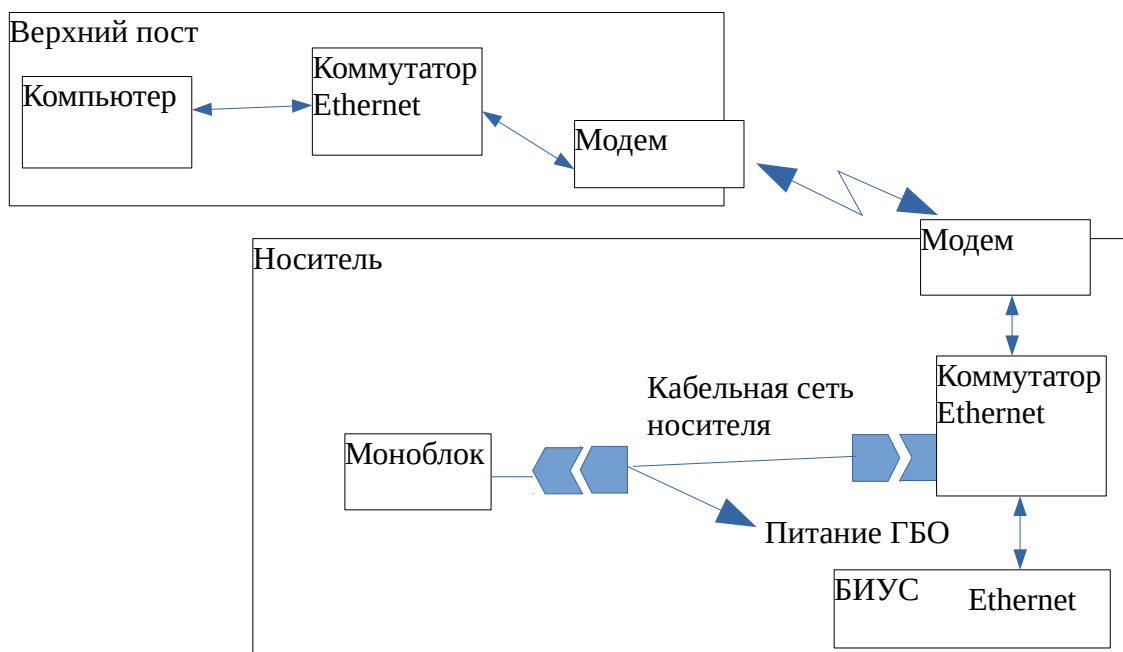 Верхний пост
Компьютер
Коммутатор
Ethernet
Модем
Носитель
Модем
Коммутатор
Ethernet
Кабельная сеть
носителя
Моноблок
Питание ГБО
БИУС
Ethernet